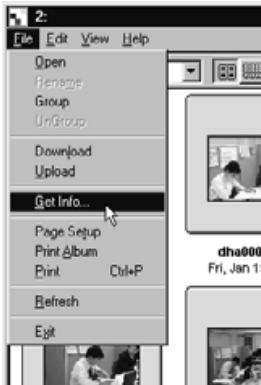 2:
File Edit View Help
Open
Rename
Group
UnGroup
Download
Upload
Get Info...
Page Setup
Print Album
Print Ctrl+P
Refresh
Exit
dha000
Fri, Jan 1